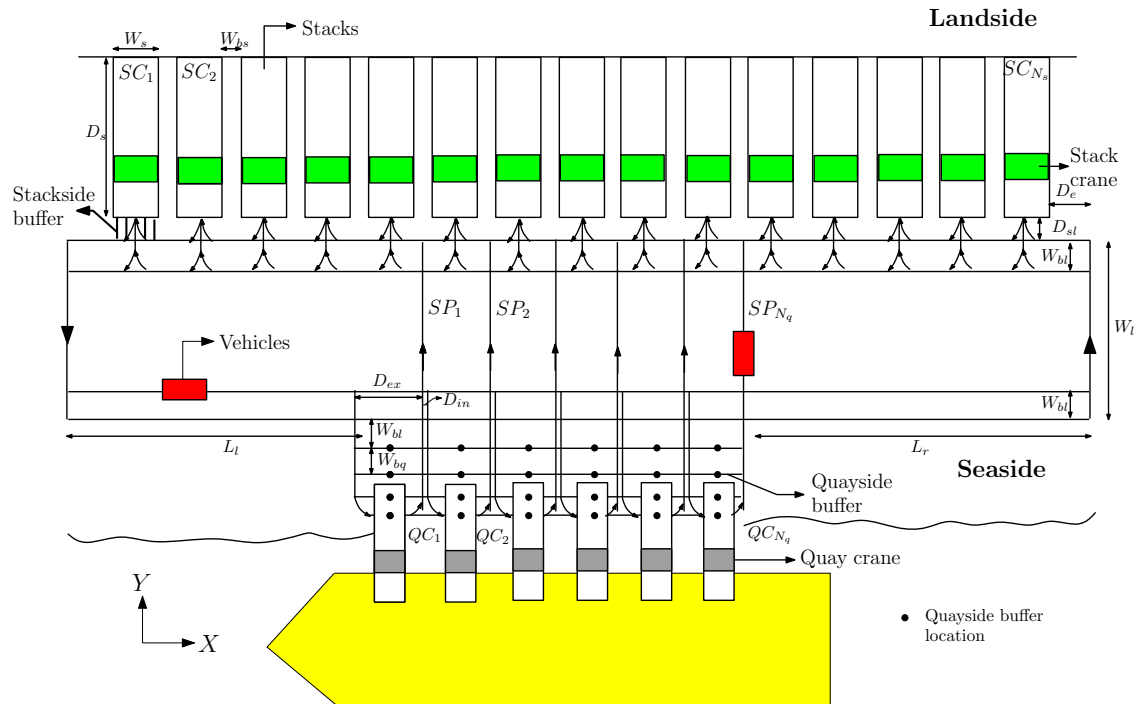 Landside
W_s
W_bs
Stacks
SC_1
SC_2
SC_{N_s}
D_s
Stack
crane
Stackside
buffer
D_e
D_sl
W_bl
SP_1
SP_2
SP_{N_q}
W_l
Vehicles
D_ex
D_in
W_bl
W_bl
L_l
L_r
W_bq
Seaside
Quayside
buffer
QC_1
QC_2
QC_{N_q}
Quay crane
Y
X
Quayside buffer
location